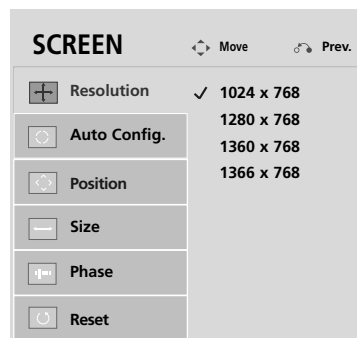 SCREEN Move Prev.
Resolution
Auto Config.
Position
Size
Phase
Reset
1024 x 768
1280 x 768
1360 x 768
1366 x 768